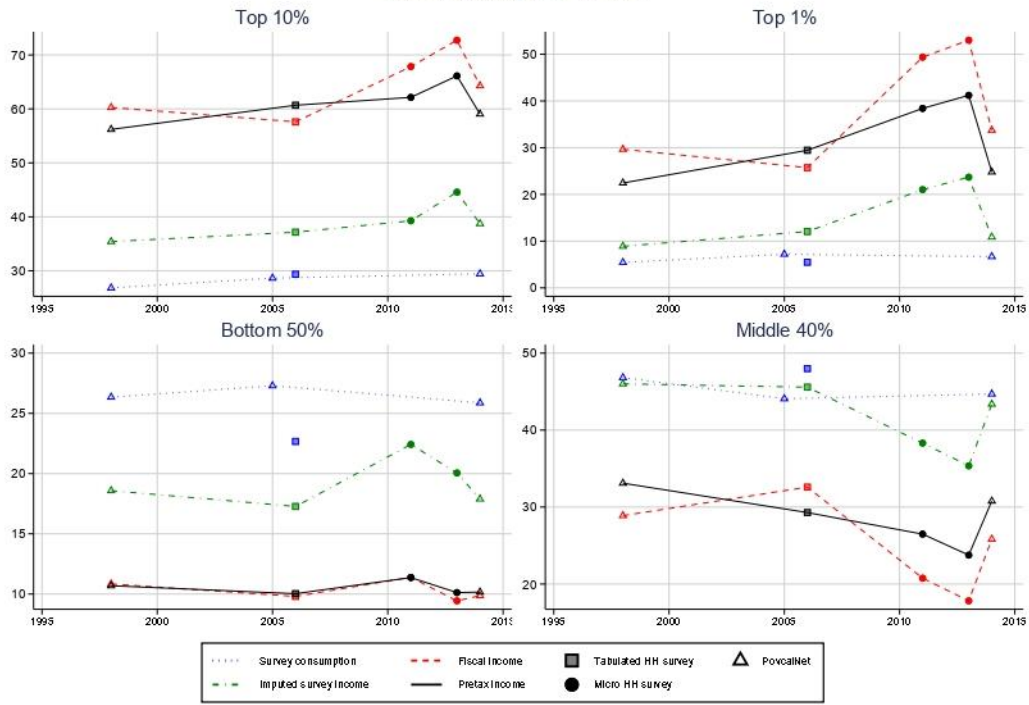 Top 10%
Top 1%
70
60
50
40
30
1995 2000 2005 2010 2015
50
40
30
20
10
0
1995 2000 2005 2010 2015
Bottom 50%
Middle 40%
30
25
20
15
10
1995 2000 2005 2010 2015
50
40
30
20
1995 2000 2005 2010 2015
Survey consumption Fiscal Income Tabulated HH survey PovcalNet
Imputed survey Income Pretax Income Micro HH survey